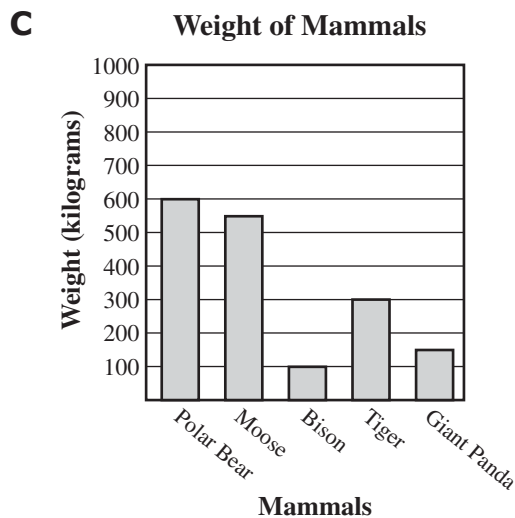 C
Weight of Mammals
Weight (kilograms)
1000
900
800
700
600
500
400
300
200
100
Polar Bear
Moose
Bison
Tiger
Giant Panda
Mammals